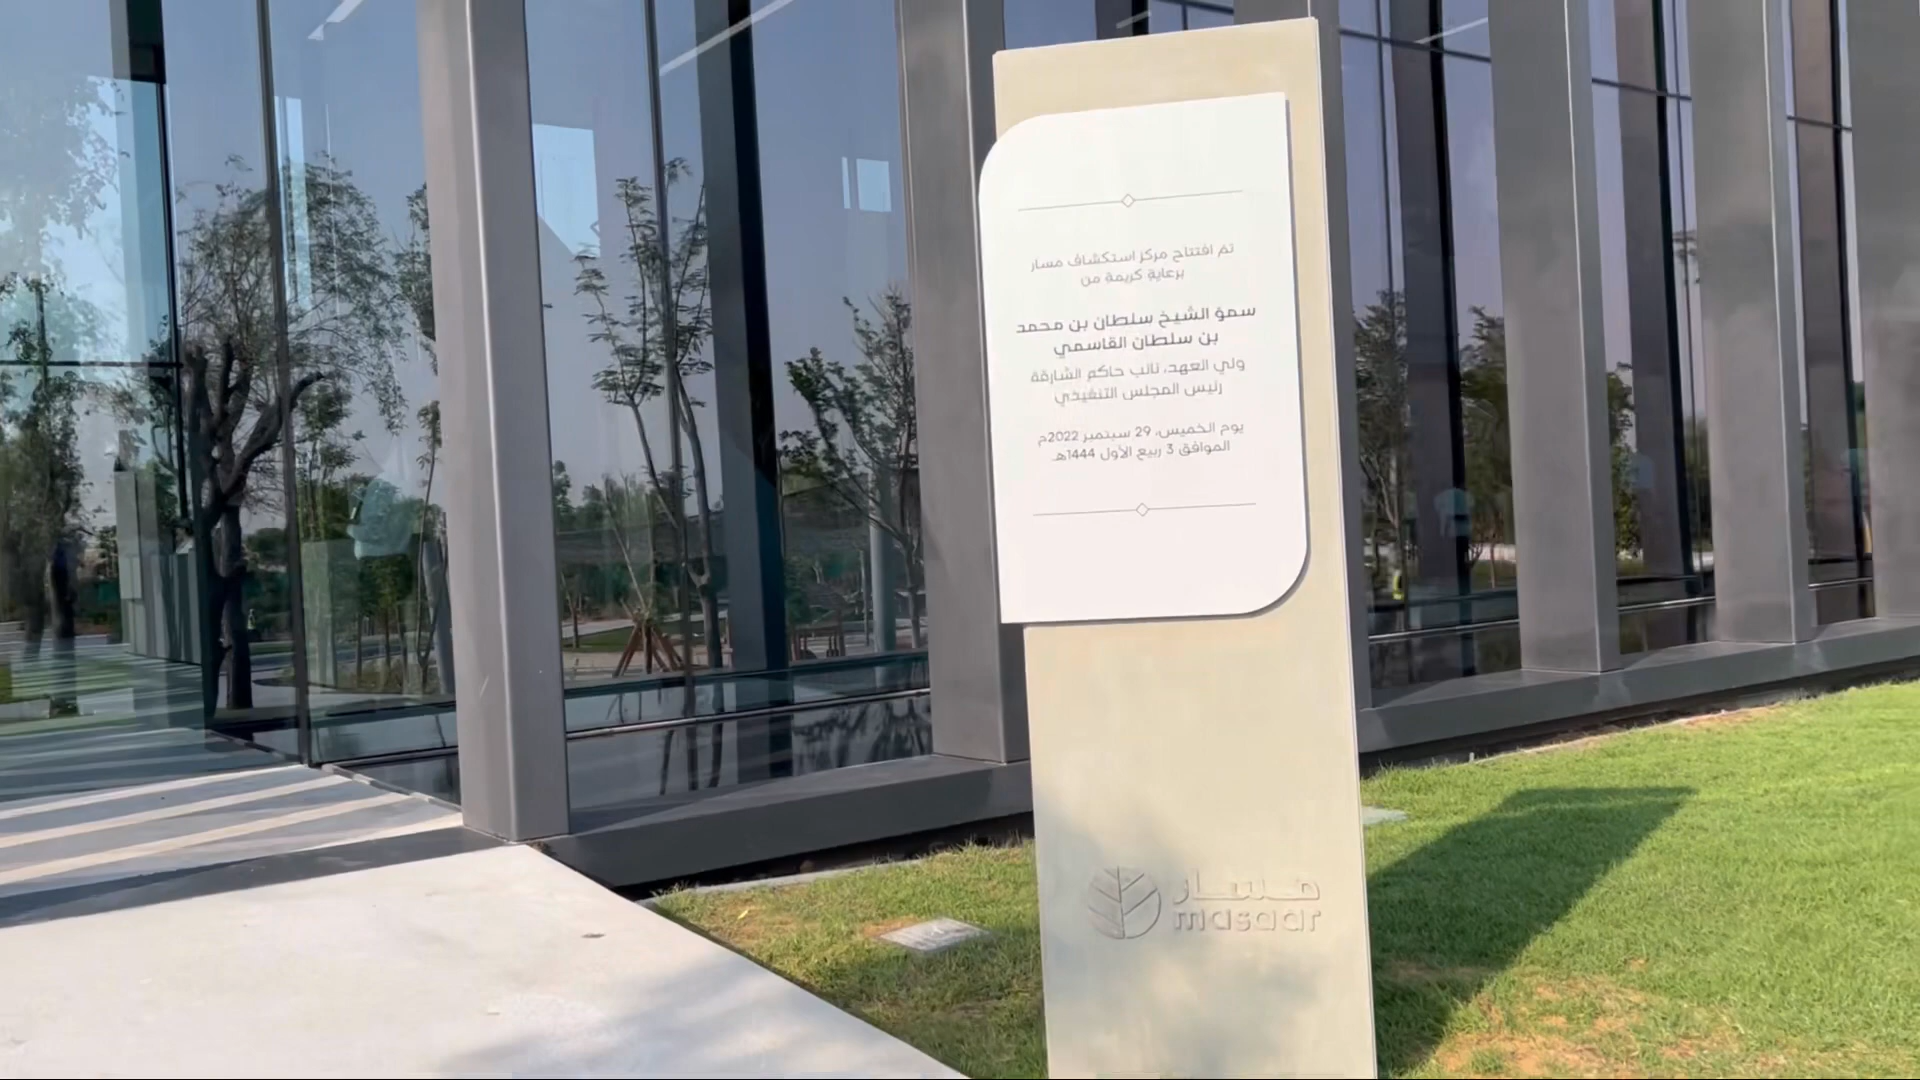 تم افتتاح مركز استكشاف مسار
برعاية كريمة من
سمو الشيخ سلطان بن محمد
بن سلطان القاسمي
ولي العهد، نائب حاكم الشارقة
رئيس المجلس التنفيذي
يوم الخميس، 29 سبتمبر 2022م
الموافق 3 ربيع الأول 1444هـ
مسار
masaar